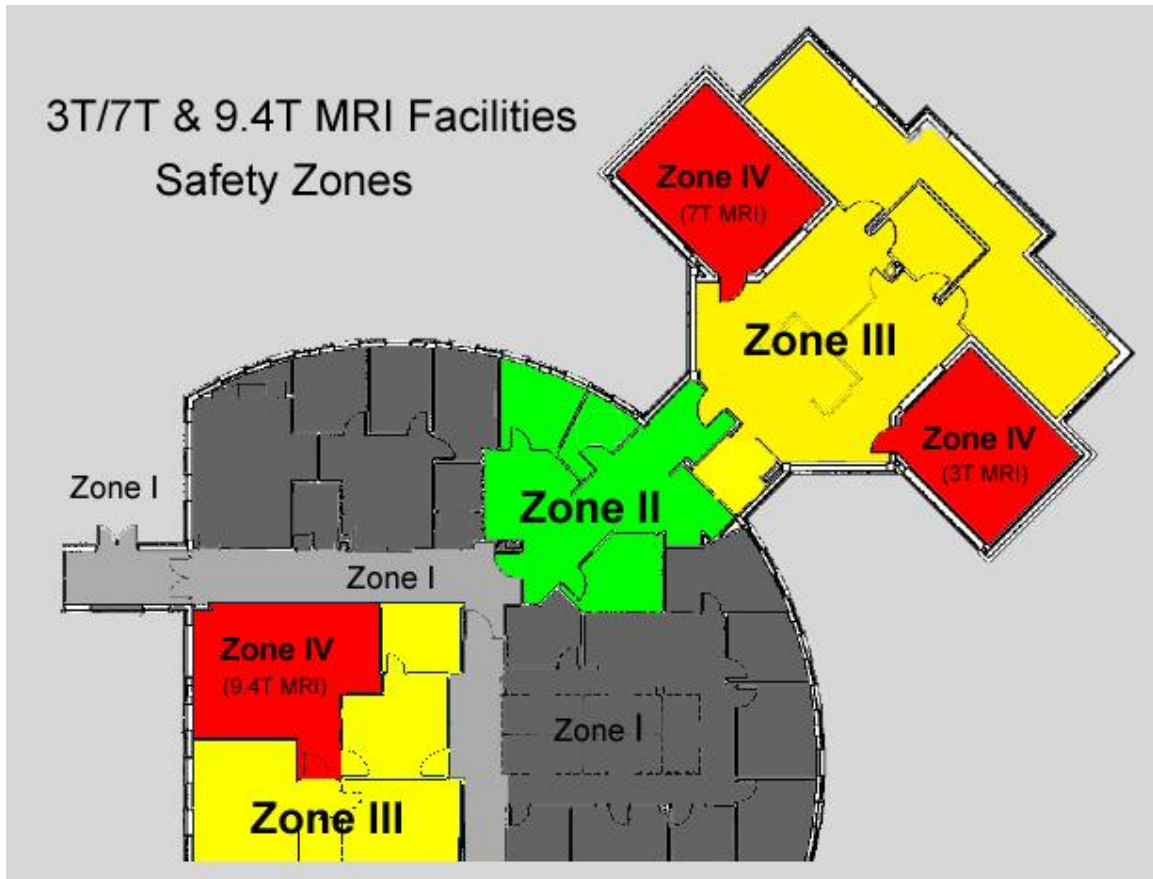 3T/7T & 9.4T MRI Facilities
Safety Zones
Zone IV
(7T MRI)
Zone III
Zone IV
(3T MRI)
Zone I
Zone II
Zone I
Zone IV
(9.4T MRI)
Zone I
Zone III